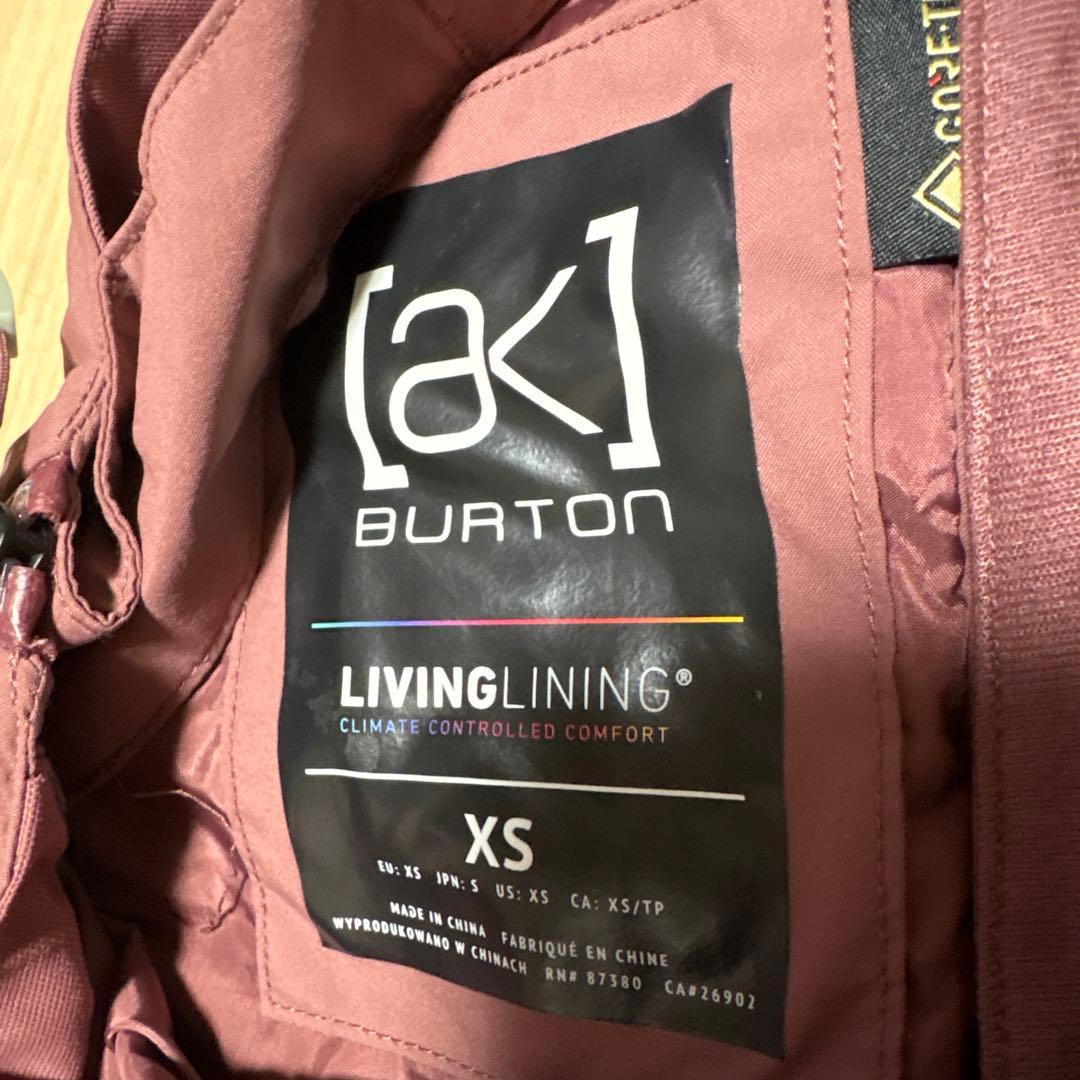 [ak]
BURTON
LIVINGLINING®
CLIMATE CONTROLLED COMFORT
XS
EU: XS JPN: S US: XS CA: XS/TP
MADE IN CHINA FABRIQUÉ EN CHINE
WYPRODUKOWANO W CHINACH RN# 87380 CA#26902
GORE-T